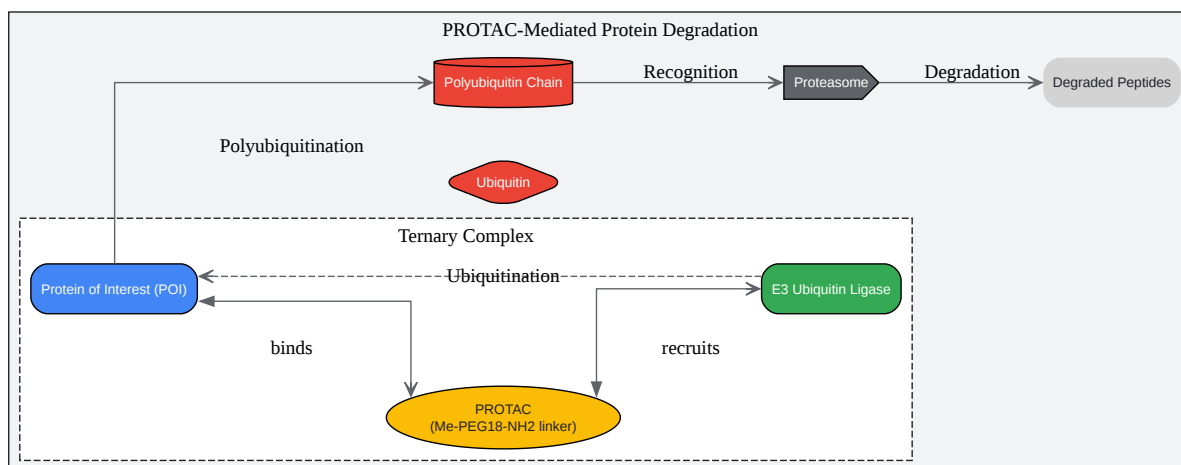 PROTAC-Mediated Protein Degradation
Polyubiquitin Chain
Recognition
Proteasome
Degradation
Degraded Peptides
Polyubiquitination
Ubiquitin
Ternary Complex
Protein of Interest (POI)
Ubiquitination
E3 Ubiquitin Ligase
binds
recruits
PROTAC
(Me-PEG18-NH2 linker)